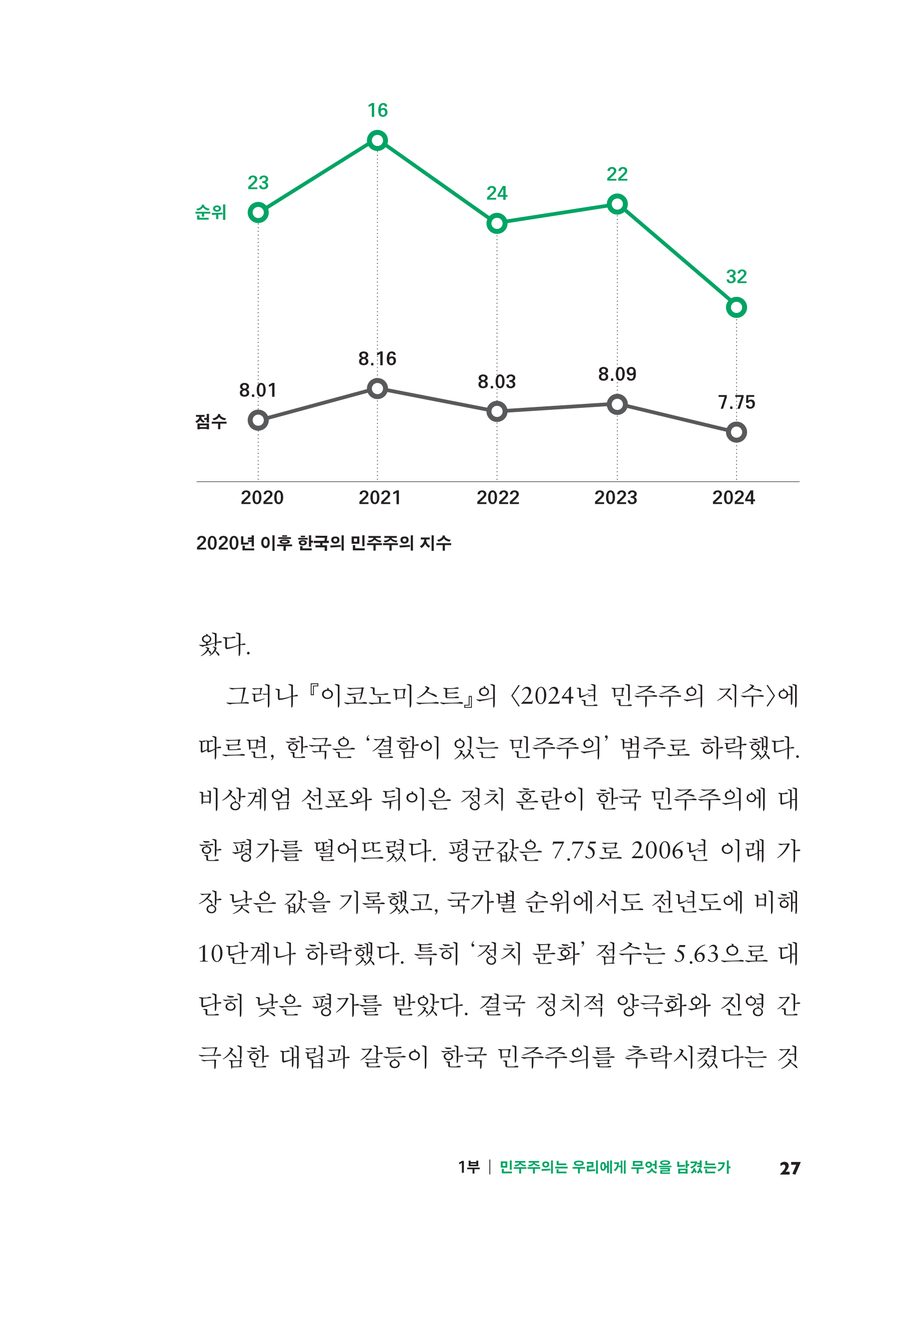 16
23
22
24
순위
32
8.16
8.09
8.03
8.01
7.75
점수
2020 2021 2022 2023 2024
2020년 이후 한국의 민주주의 지수
왔다.
그러나 『이코노미스트』의 〈2024년 민주주의 지수〉에
따르면, 한국은 ‘결함이 있는 민주주의’ 범주로 하락했다.
비상계엄 선포와 뒤이은 정치 혼란이 한국 민주주의에 대
한 평가를 떨어뜨렸다. 평균값은 7.75로 2006년 이래 가
장 낮은 값을 기록했고, 국가별 순위에서도 전년도에 비해
10단계나 하락했다. 특히 ‘정치 문화’ 점수는 5.63으로 대
단히 낮은 평가를 받았다. 결국 정치적 양극화와 진영 간
극심한 대립과 갈등이 한국 민주주의를 추락시켰다는 것
1부 | 민주주의는 우리에게 무엇을 남겼는가 27